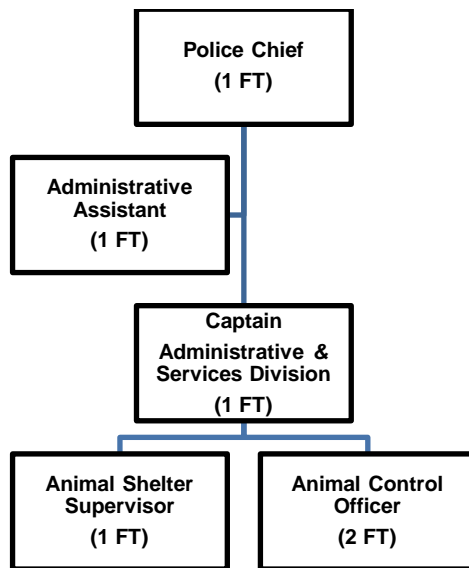 Police Chief
(1 FT)
Administrative
Assistant
(1 FT)
Captain
Administrative &
Services Division
(1 FT)
Animal Shelter
Supervisor
(1 FT)
Animal Control
Officer
(2 FT)